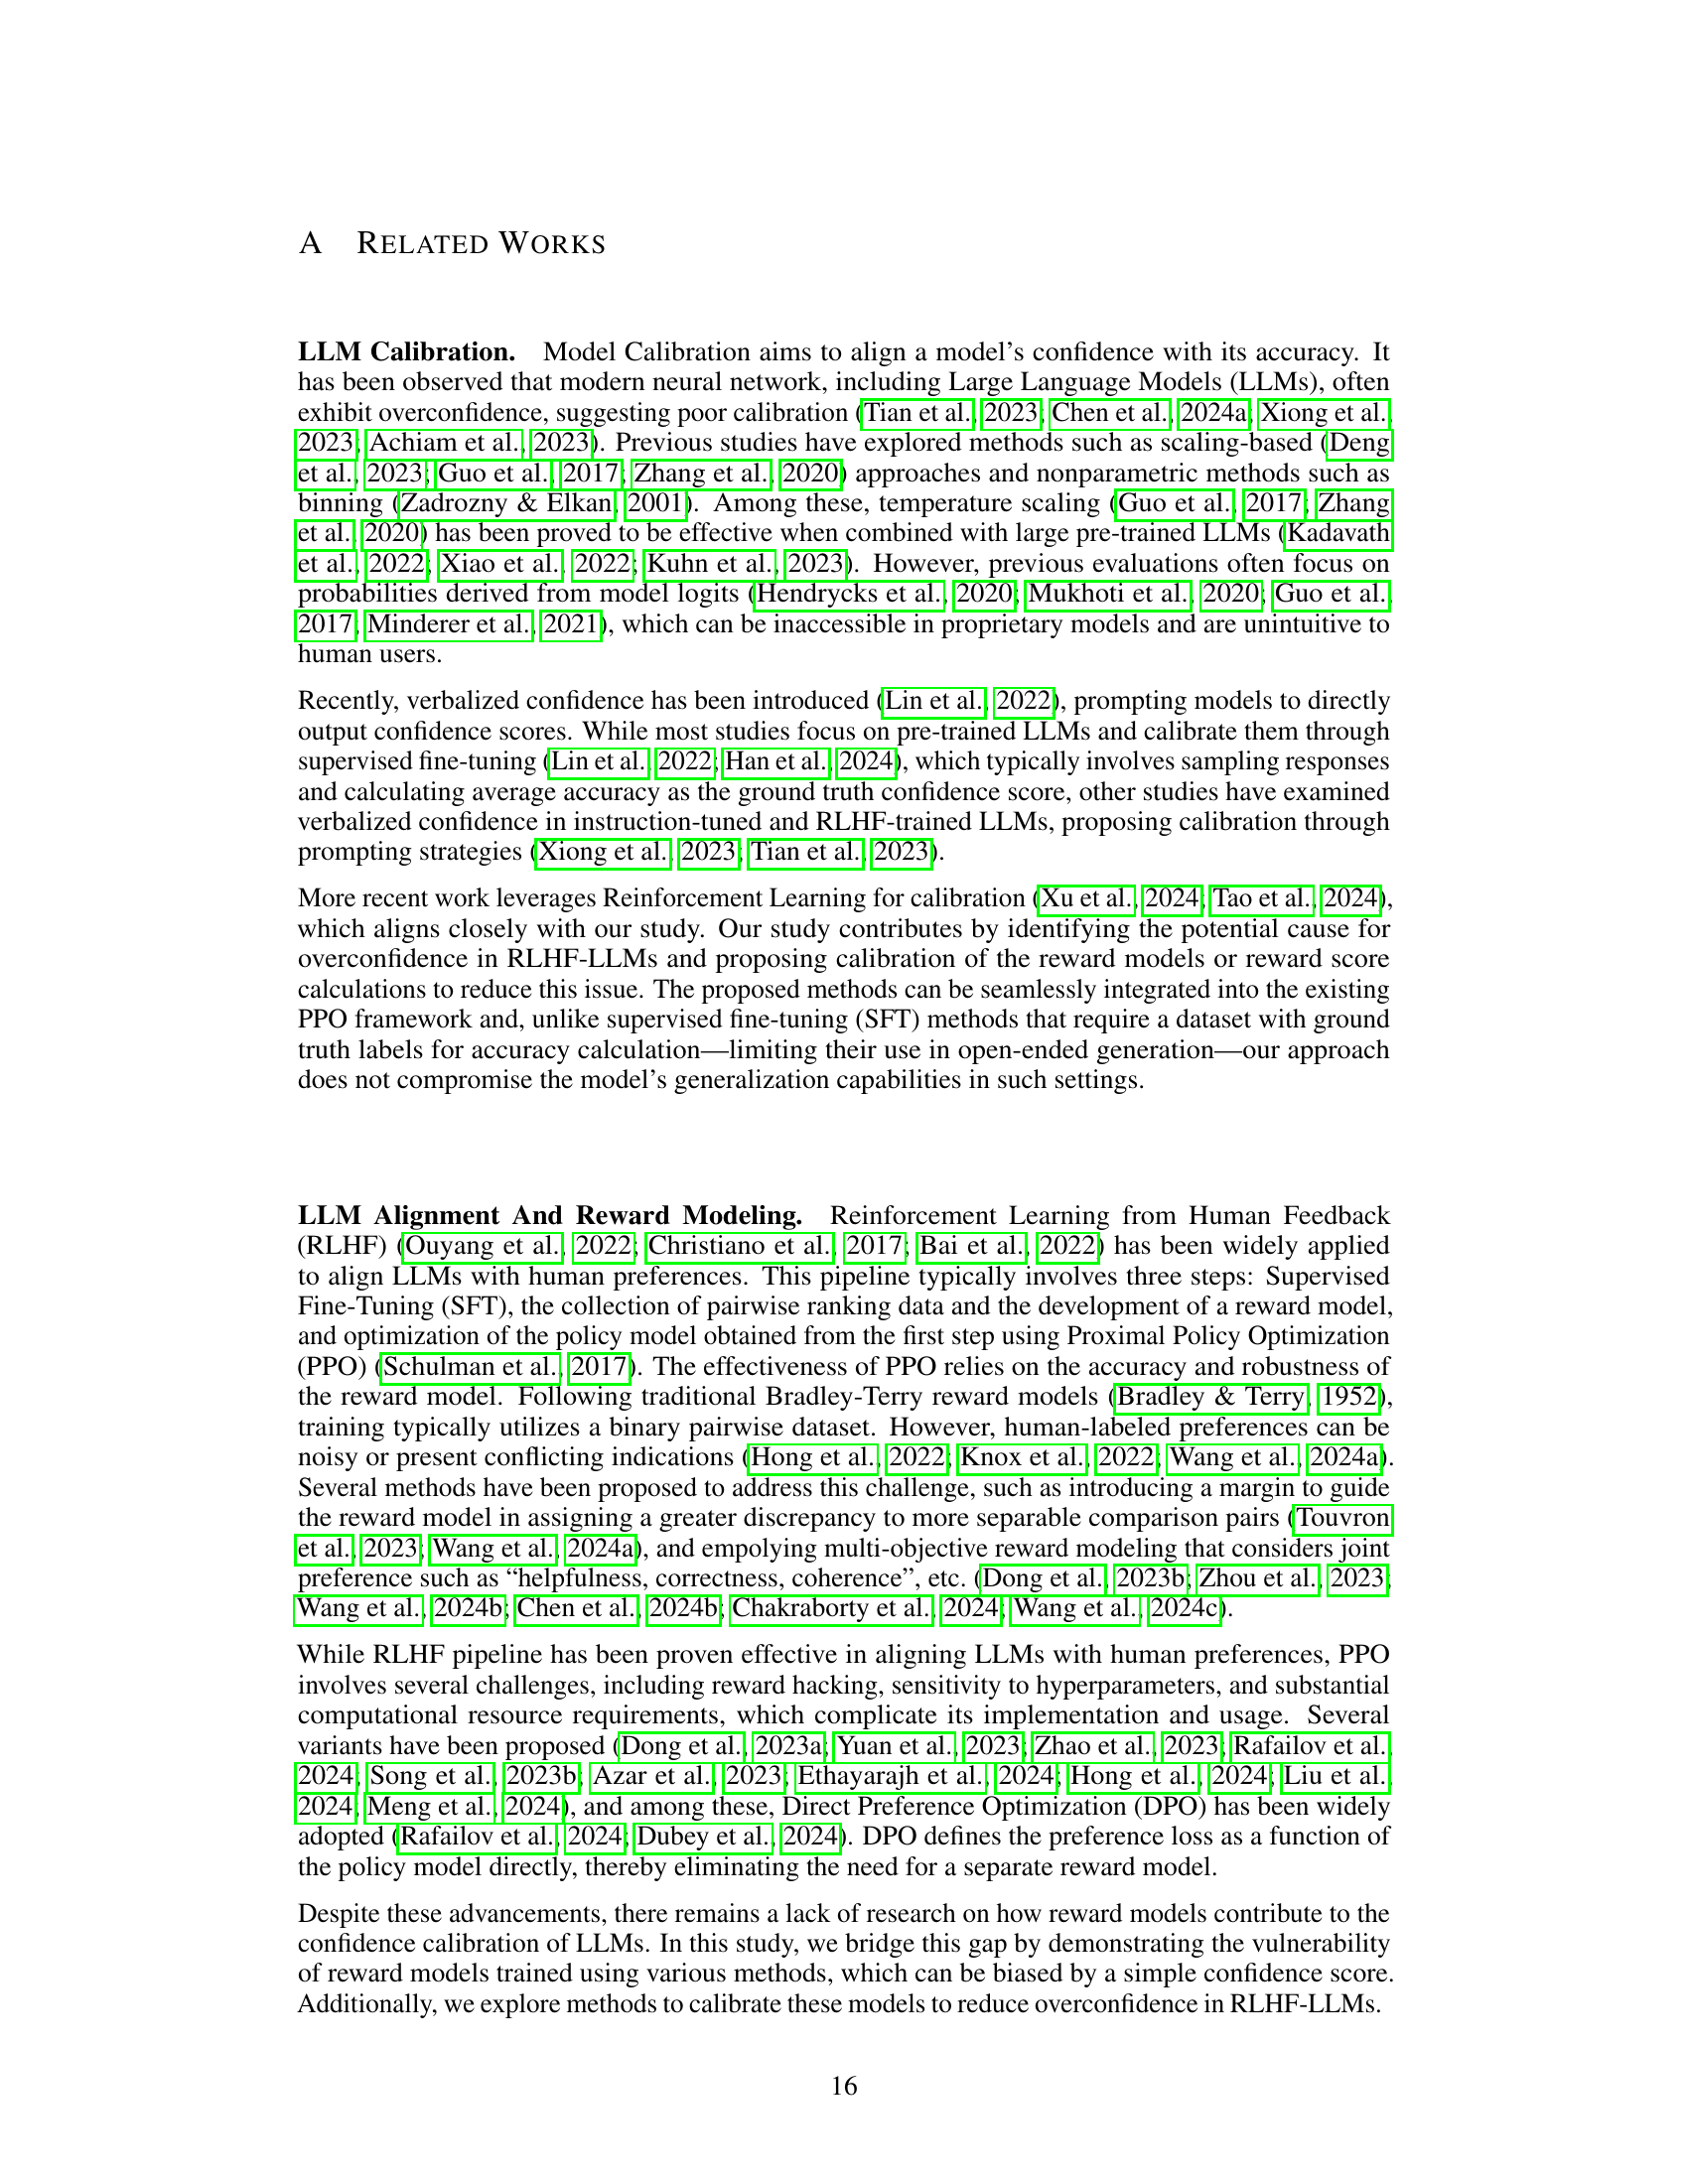 A RELATED WORKS
LLM Calibration. Model Calibration aims to align a model's confidence with its accuracy. It
has been observed that modern neural network, including Large Language Models (LLMs), often
exhibit overconfidence, suggesting poor calibration (Tian et al., 2023; Chen et al., 2024a; Xiong et al.,
2023; Achiam et al., 2023). Previous studies have explored methods such as scaling-based (Deng
et al., 2023; Guo et al., 2017; Zhang et al., 2020) approaches and nonparametric methods such as
binning (Zadrozny & Elkan, 2001). Among these, temperature scaling (Guo et al., 2017; Zhang
et al., 2020) has been proved to be effective when combined with large pre-trained LLMs (Kadavath
et al., 2022; Xiao et al., 2022; Kuhn et al., 2023). However, previous evaluations often focus on
probabilities derived from model logits (Hendrycks et al., 2020; Mukhoti et al., 2020; Guo et al.,
2017; Minderer et al., 2021), which can be inaccessible in proprietary models and are unintuitive to
human users.
Recently, verbalized confidence has been introduced (Lin et al., 2022), prompting models to directly
output confidence scores. While most studies focus on pre-trained LLMs and calibrate them through
supervised fine-tuning (Lin et al., 2022; Han et al., 2024), which typically involves sampling responses
and calculating average accuracy as the ground truth confidence score, other studies have examined
verbalized confidence in instruction-tuned and RLHF-trained LLMs, proposing calibration through
prompting strategies (Xiong et al., 2023; Tian et al., 2023).
More recent work leverages Reinforcement Learning for calibration (Xu et al., 2024; Tao et al., 2024),
which aligns closely with our study. Our study contributes by identifying the potential cause for
overconfidence in RLHF-LLMs and proposing calibration of the reward models or reward score
calculations to reduce this issue. The proposed methods can be seamlessly integrated into the existing
PPO framework and, unlike supervised fine-tuning (SFT) methods that require a dataset with ground
truth labels for accuracy calculation—limiting their use in open-ended generation—our approach
does not compromise the model's generalization capabilities in such settings.
LLM Alignment And Reward Modeling. Reinforcement Learning from Human Feedback
(RLHF) (Ouyang et al., 2022; Christiano et al., 2017; Bai et al., 2022) has been widely applied
to align LLMs with human preferences. This pipeline typically involves three steps: Supervised
Fine-Tuning (SFT), the collection of pairwise ranking data and the development of a reward model,
and optimization of the policy model obtained from the first step using Proximal Policy Optimization
(PPO) (Schulman et al., 2017). The effectiveness of PPO relies on the accuracy and robustness of
the reward model. Following traditional Bradley-Terry reward models (Bradley & Terry, 1952),
training typically utilizes a binary pairwise dataset. However, human-labeled preferences can be
noisy or present conflicting indications (Hong et al., 2022; Knox et al., 2022; Wang et al., 2024a).
Several methods have been proposed to address this challenge, such as introducing a margin to guide
the reward model in assigning a greater discrepancy to more separable comparison pairs (Touvron
et al., 2023; Wang et al., 2024a), and empolying multi-objective reward modeling that considers joint
preference such as “helpfulness, correctness, coherence”, etc. (Dong et al., 2023b; Zhou et al., 2023;
Wang et al., 2024b; Chen et al., 2024b; Chakraborty et al., 2024; Wang et al., 2024c).
While RLHF pipeline has been proven effective in aligning LLMs with human preferences, PPO
involves several challenges, including reward hacking, sensitivity to hyperparameters, and substantial
computational resource requirements, which complicate its implementation and usage. Several
variants have been proposed (Dong et al., 2023a; Yuan et al., 2023; Zhao et al., 2023; Rafailov et al.,
2024; Song et al., 2023b; Azar et al., 2023; Ethayarajh et al., 2024; Hong et al., 2024; Liu et al.,
2024; Meng et al., 2024), and among these, Direct Preference Optimization (DPO) has been widely
adopted (Rafailov et al., 2024; Dubey et al., 2024). DPO defines the preference loss as a function of
the policy model directly, thereby eliminating the need for a separate reward model.
Despite these advancements, there remains a lack of research on how reward models contribute to the
confidence calibration of LLMs. In this study, we bridge this gap by demonstrating the vulnerability
of reward models trained using various methods, which can be biased by a simple confidence score.
Additionally, we explore methods to calibrate these models to reduce overconfidence in RLHF-LLMs.
16